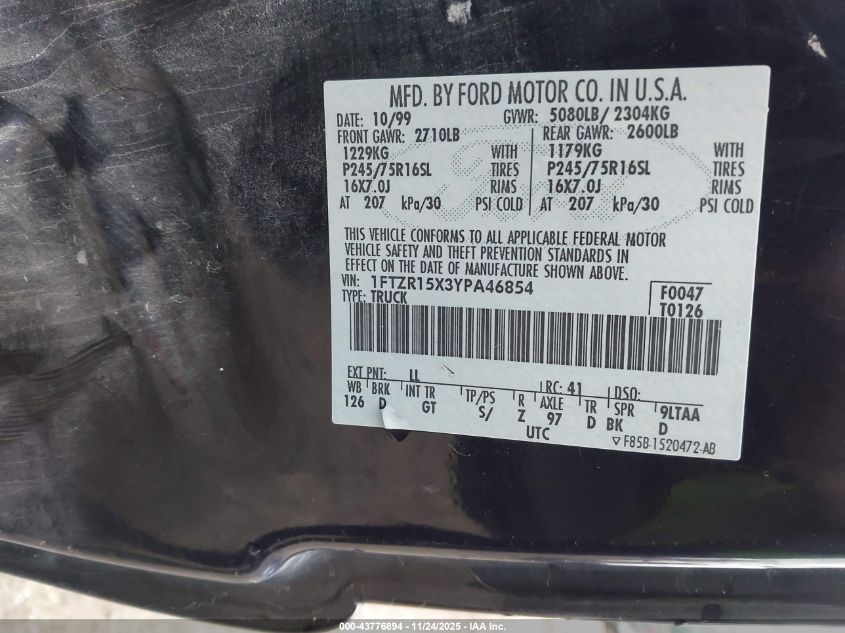 MFD. BY FORD MOTOR CO. IN U.S.A.
DATE: 10/99 GVWR: 5080LB/ 2304KG
FRONT GAWR: 2710LB REAR GAWR: 2600LB
1229KG WITH 1179KG WITH
P245/75R16SL TIRES P245/75R16SL TIRES
16X7.0J RIMS 16X7.0J RIMS
AT 207 kPa/30 PSI COLD AT 207 kPa/30 PSI COLD
THIS VEHICLE CONFORMS TO ALL APPLICABLE FEDERAL MOTOR
VEHICLE SAFETY AND THEFT PREVENTION STANDARDS IN
EFFECT ON THE DATE OF MANUFACTURE SHOWN ABOVE.
VIN: 1FTZR15X3YPA46854 F0047
TYPE: TRUCK T0126
EXT PNT: LL RC: 41 DSO:
WB BRK INT TR TP/PS R AXLE TR SPR 9LTAA
126 D GT S/ Z 97 D BK D
UTC ▽F85B-1520472-AB
000-43776894 - 11/24/2025 - IAA Inc.